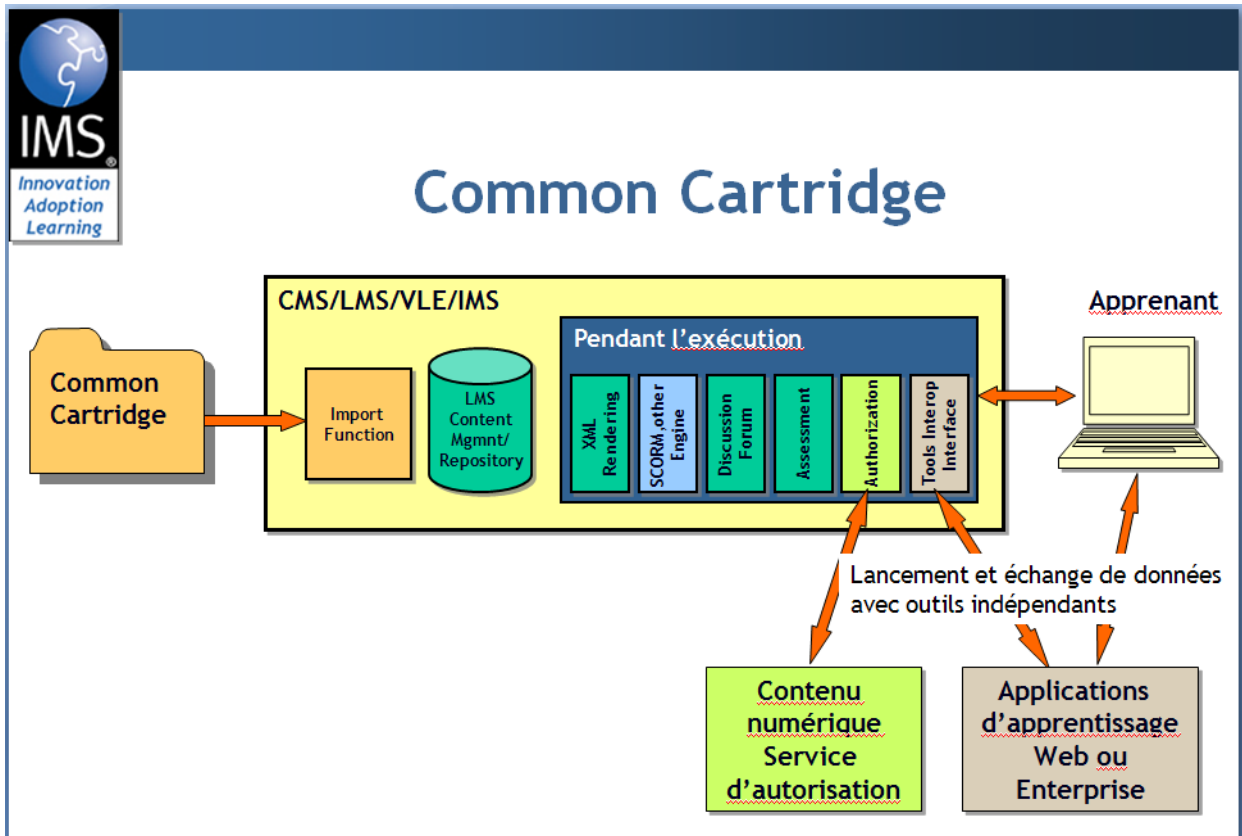 IMS®
Innovation
Adoption
Learning
Common Cartridge
CMS/LMS/VLE/IMS
Apprenant
Common
Cartridge
Import
Function
LMS
Content
Mgmnt/
Repository
Pendant l'exécution
XML
Rendering
SCORM,other
Engine
Discussion
Forum
Assessment
Authorization
Tools Interop
Interface
Lancement et échange de données
avec outils indépendants
Contenu
numérique
Service
d'autorisation
Applications
d'apprentissage
Web ou
Enterprise